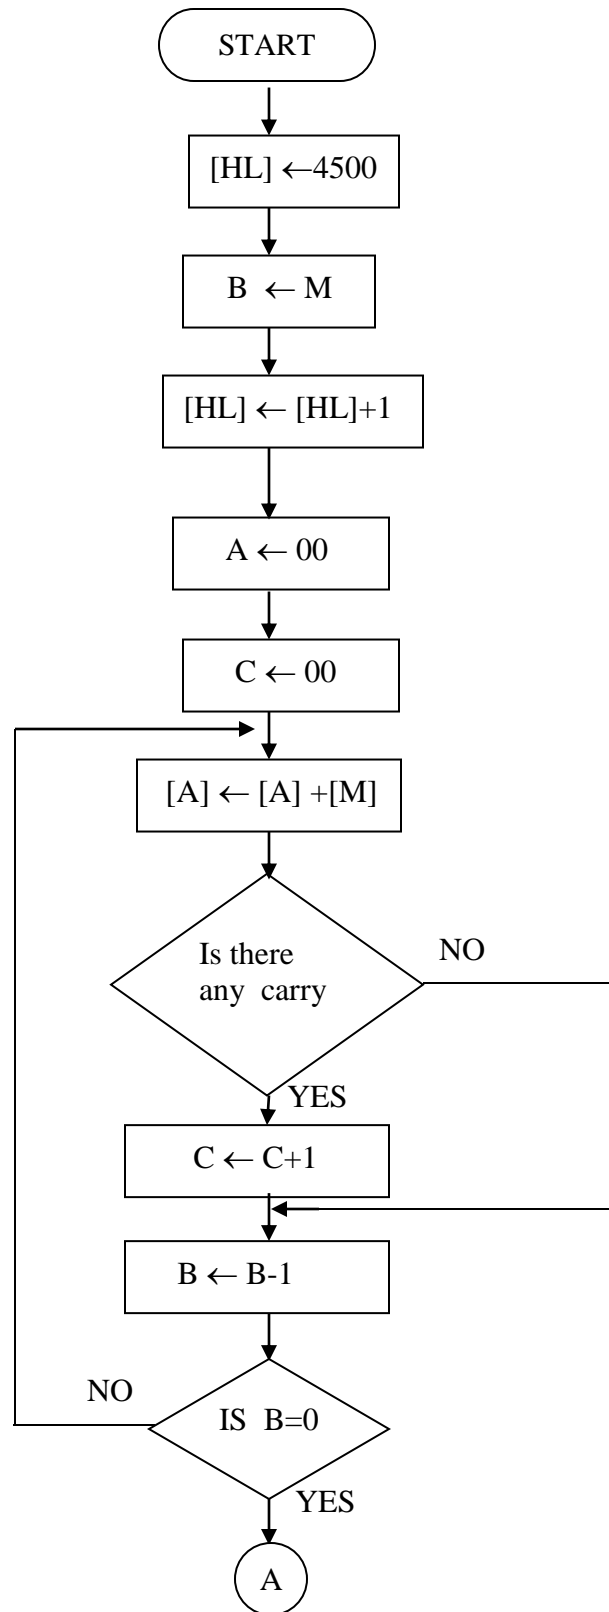 START
[HL] ←4500
B ← M
[HL] ← [HL]+1
A ← 00
C ← 00
[A] ← [A] +[M]
Is there
any carry
NO
YES
C ← C+1
B ← B-1
NO
IS B=0
YES
A